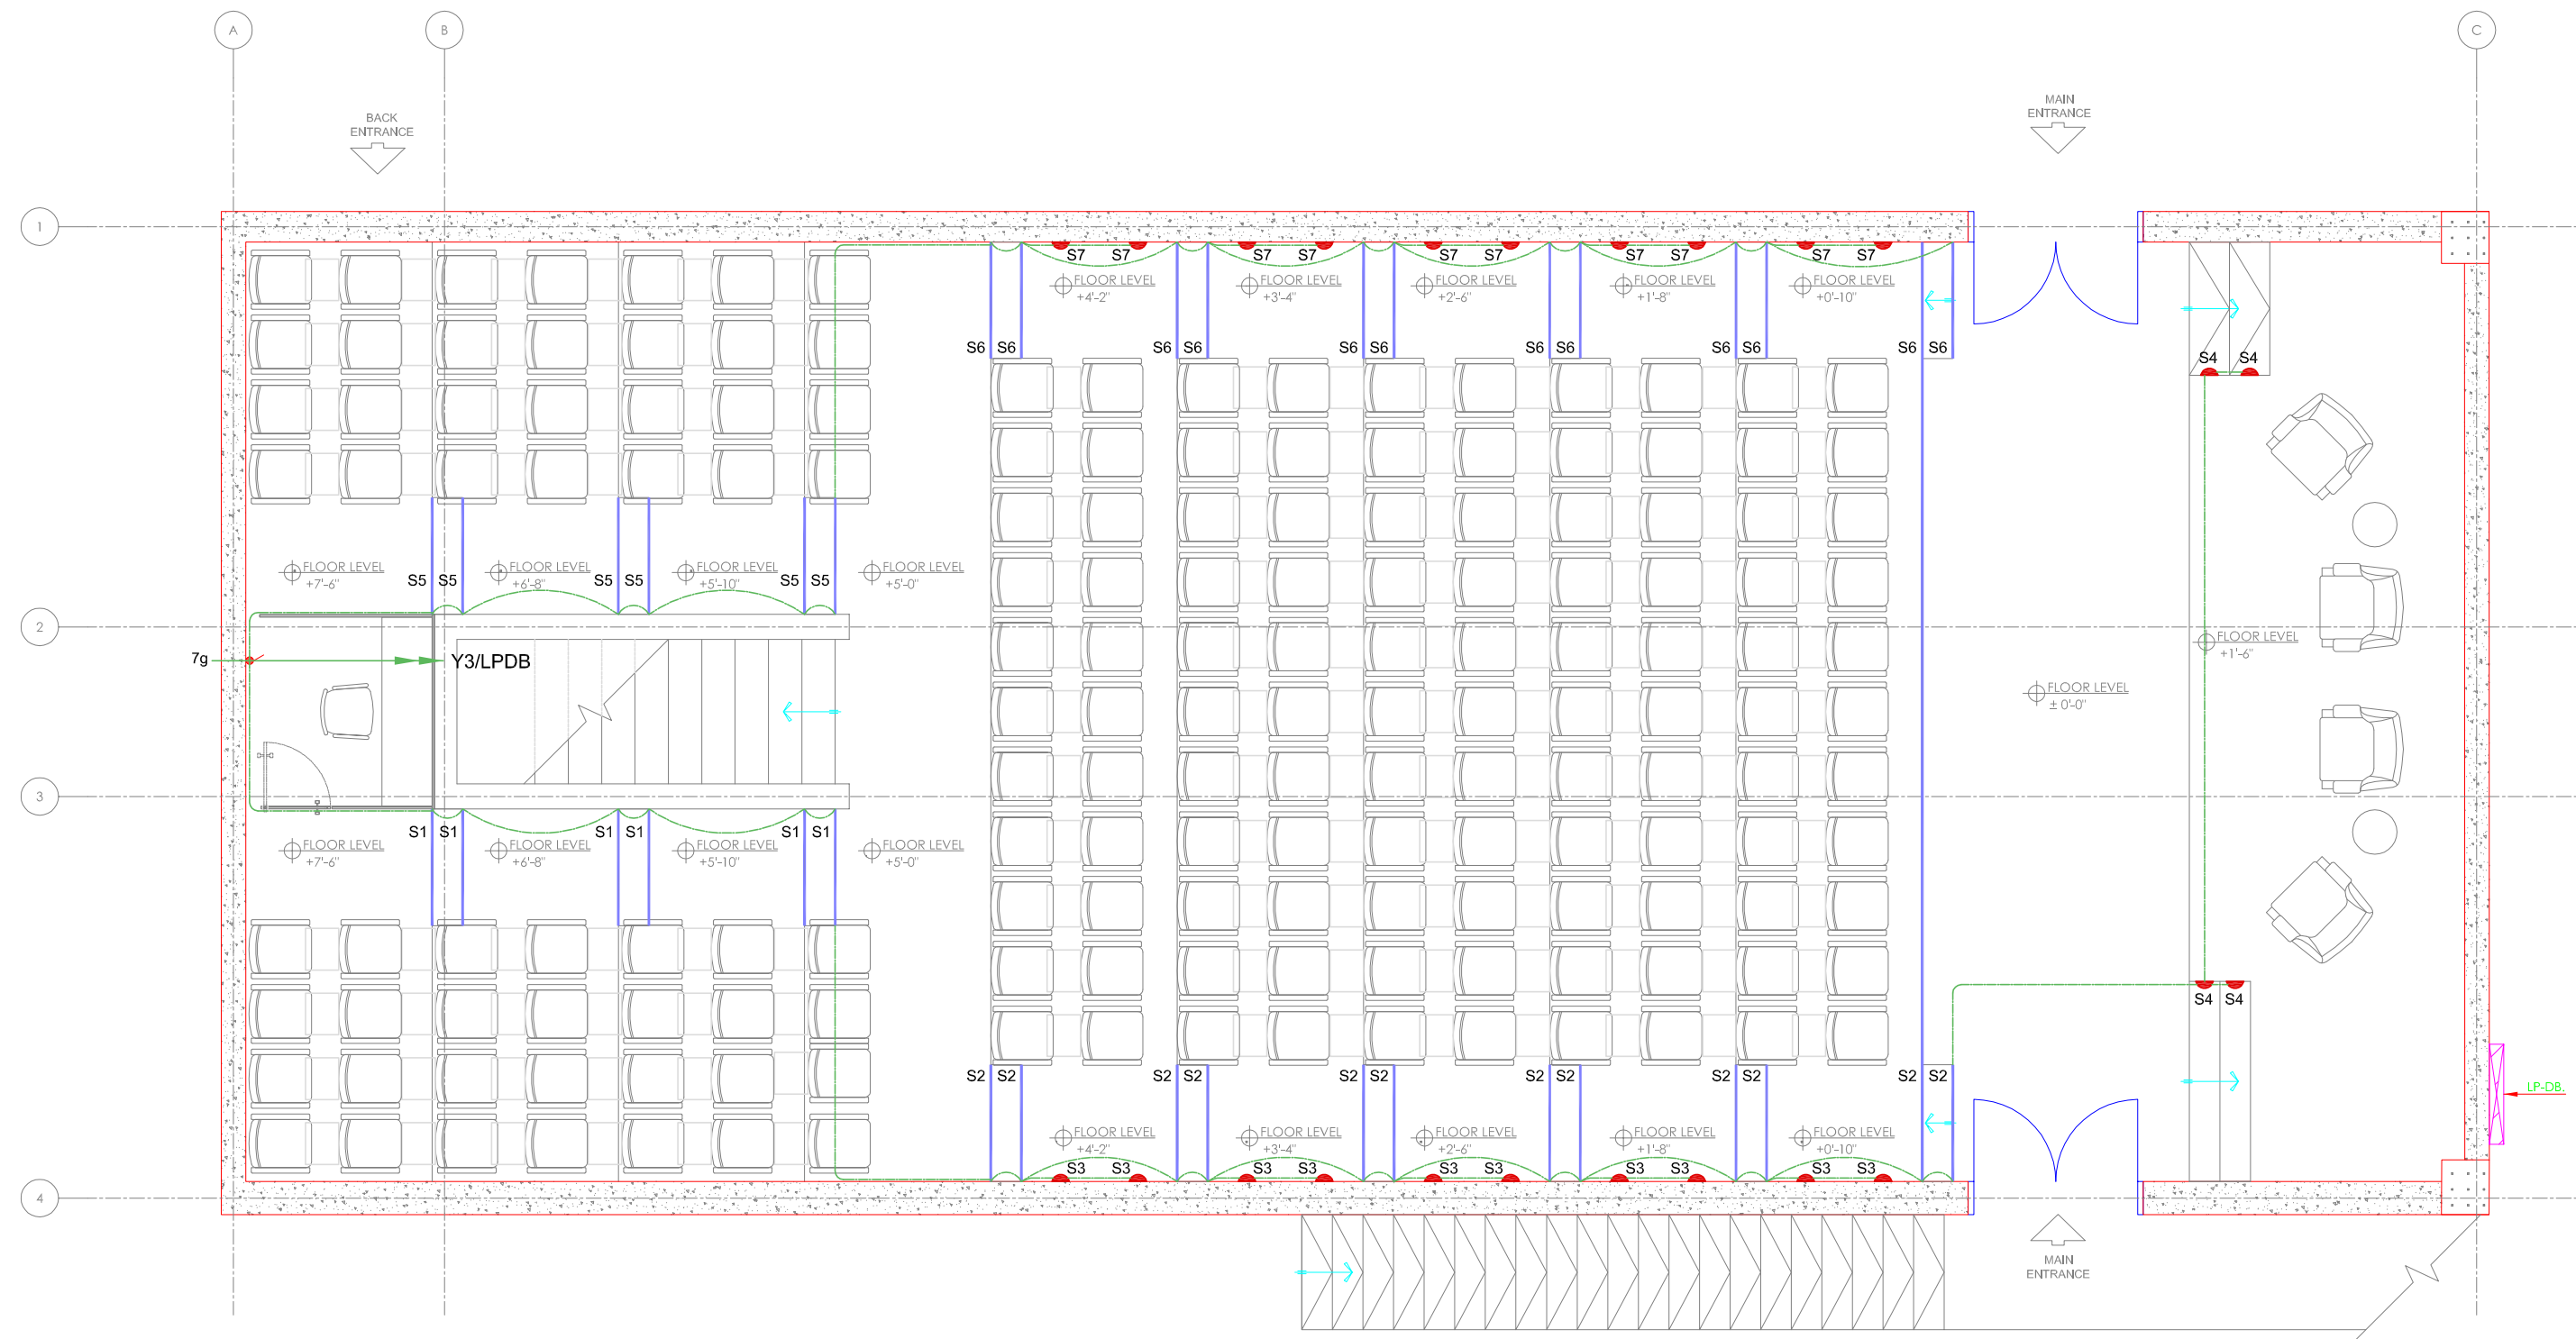 A B C
BACK
ENTRANCE
MAIN
ENTRANCE
1
S7 S7 S7 S7 S7 S7 S7 S7 S7 S7
FLOOR LEVEL FLOOR LEVEL FLOOR LEVEL FLOOR LEVEL FLOOR LEVEL
+4'-2" +3'-4" +2'-6" +1'-8" +0'-10"
S6 S6 S6 S6 S6 S6 S6 S6 S6 S6 S6 S6
S4 S4
FLOOR LEVEL FLOOR LEVEL FLOOR LEVEL FLOOR LEVEL
+7'-6" +6'-8" +5'-10" +5'-0"
S5 S5 S5 S5 S5 S5
2
FLOOR LEVEL
+1'-6"
7g Y3/LPDB
FLOOR LEVEL
± 0'-0"
3
S1 S1 S1 S1 S1 S1
FLOOR LEVEL FLOOR LEVEL FLOOR LEVEL FLOOR LEVEL
+7'-6" +6'-8" +5'-10" +5'-0"
S4 S4
S2 S2 S2 S2 S2 S2 S2 S2 S2 S2 S2 S2
LP-DB.
FLOOR LEVEL FLOOR LEVEL FLOOR LEVEL FLOOR LEVEL FLOOR LEVEL
+4'-2" +3'-4" +2'-6" +1'-8" +0'-10"
S3 S3 S3 S3 S3 S3 S3 S3 S3 S3
4
MAIN
ENTRANCE